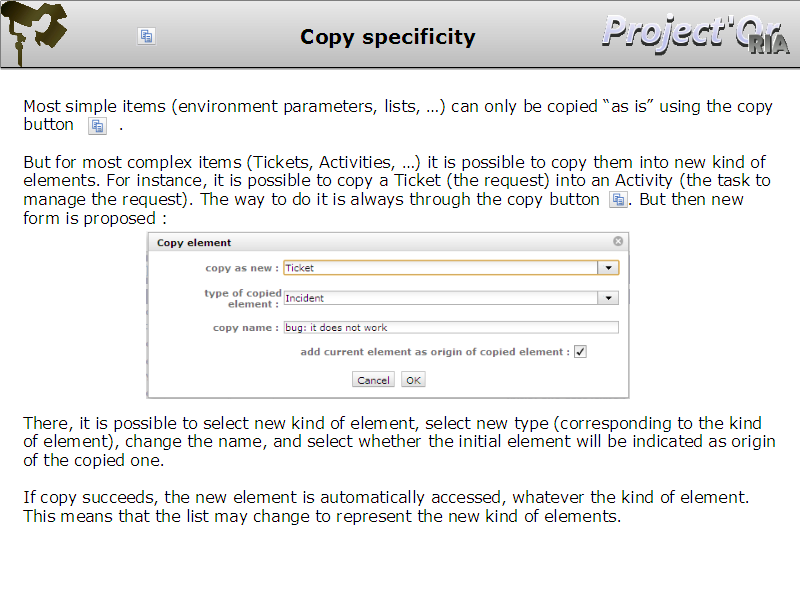 Copy specificity
Project'Or
RIA
Most simple items (environment parameters, lists, …) can only be copied “as is” using the copy
button .
But for most complex items (Tickets, Activities, …) it is possible to copy them into new kind of
elements. For instance, it is possible to copy a Ticket (the request) into an Activity (the task to
manage the request). The way to do it is always through the copy button . But then new
form is proposed :
Copy element
copy as new : Ticket
type of copied
element : Incident
copy name : bug: it does not work
add current element as origin of copied element :
Cancel OK
There, it is possible to select new kind of element, select new type (corresponding to the kind
of element), change the name, and select whether the initial element will be indicated as origin
of the copied one.
If copy succeeds, the new element is automatically accessed, whatever the kind of element.
This means that the list may change to represent the new kind of elements.